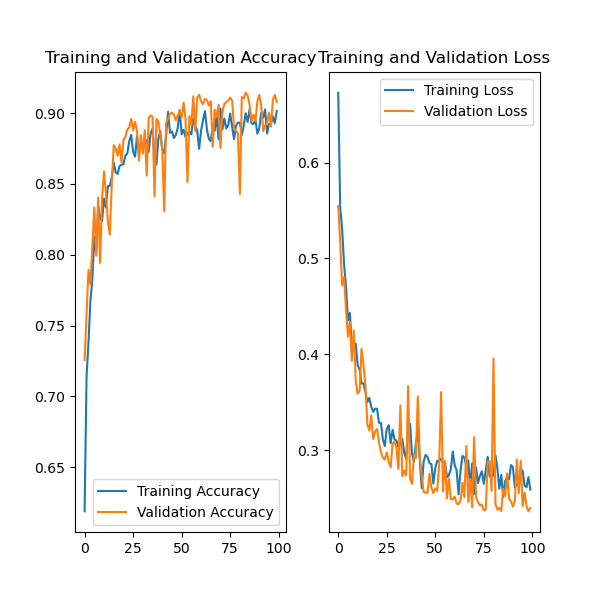 Training and Validation Accuracy
0.90
0.85
0.80
0.75
0.70
0.65
Training Accuracy
Validation Accuracy
0 25 50 75 100
Training and Validation Loss
Training Loss
Validation Loss
0.6
0.5
0.4
0.3
0 25 50 75 100